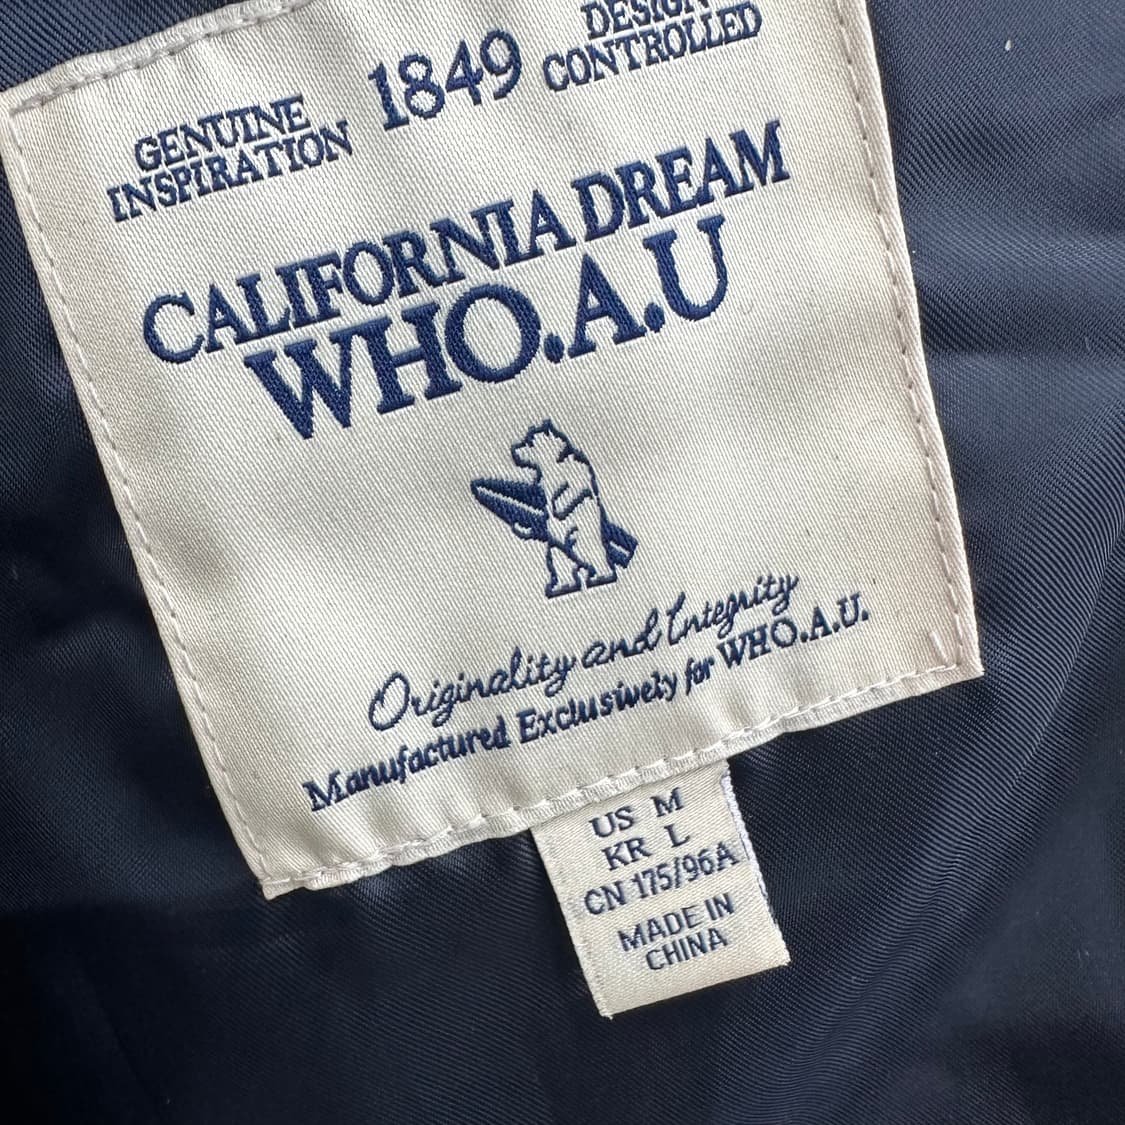 GENUINE
INSPIRATION
1849
DESIGN
CONTROLLED
CALIFORNIA DREAM
WHO.A.U
Originality and Integrity
Manufactured Exclusively for WHO.A.U.
US M
KR L
CN 175/96A
MADE IN
CHINA